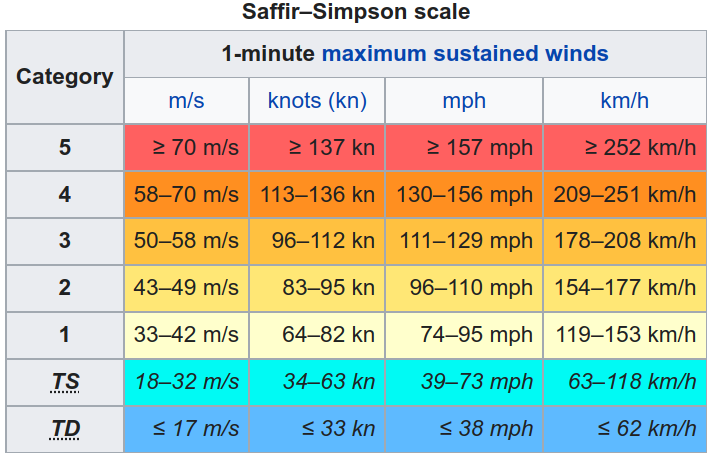 Saffir–Simpson scale
Category
1-minute maximum sustained winds
m/s knots (kn) mph km/h
5 ≥ 70 m/s ≥ 137 kn ≥ 157 mph ≥ 252 km/h
4 58–70 m/s 113–136 kn 130–156 mph 209–251 km/h
3 50–58 m/s 96–112 kn 111–129 mph 178–208 km/h
2 43–49 m/s 83–95 kn 96–110 mph 154–177 km/h
1 33–42 m/s 64–82 kn 74–95 mph 119–153 km/h
TS 18–32 m/s 34–63 kn 39–73 mph 63–118 km/h
TD ≤ 17 m/s ≤ 33 kn ≤ 38 mph ≤ 62 km/h